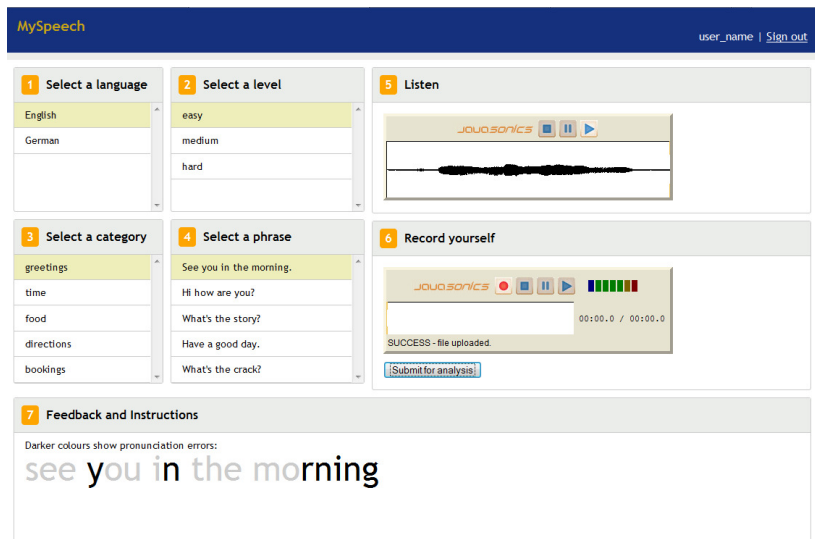 MySpeech
user_name | Sign out
1 Select a language
English
German
2 Select a level
easy
medium
hard
3 Select a category
greetings
time
food
directions
bookings
4 Select a phrase
See you in the morning.
Hi how are you?
What's the story?
Have a good day.
What's the crack?
5 Listen
JavaSonics
6 Record yourself
JavaSonics
00:00.0 / 00:00.0
SUCCESS - file uploaded.
Submit for analysis
7 Feedback and Instructions
Darker colours show pronunciation errors:
see you in the morning